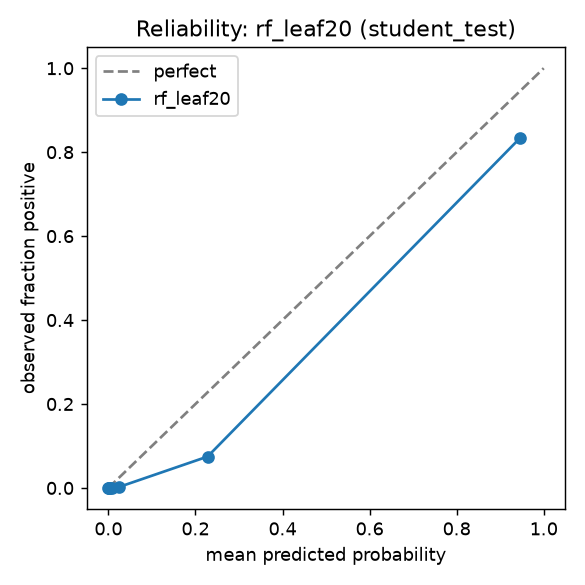 Reliability: rf_leaf20 (student_test)
perfect
rf_leaf20
observed fraction positive
1.0
0.8
0.6
0.4
0.2
0.0
0.0 0.2 0.4 0.6 0.8 1.0
mean predicted probability